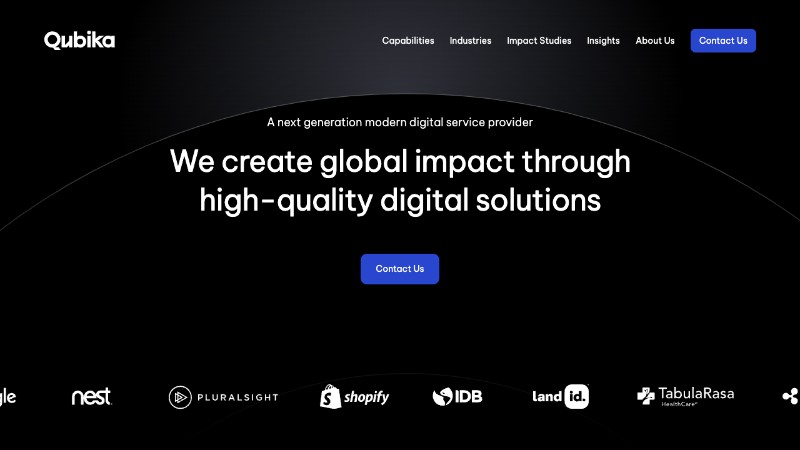 Qubika
Capabilities Industries Impact Studies Insights About Us Contact Us
A next generation modern digital service provider
We create global impact through
high-quality digital solutions
Contact Us
gle nest PLURALSIGHT shopify IDB land id. TabulaRasa
HealthCare